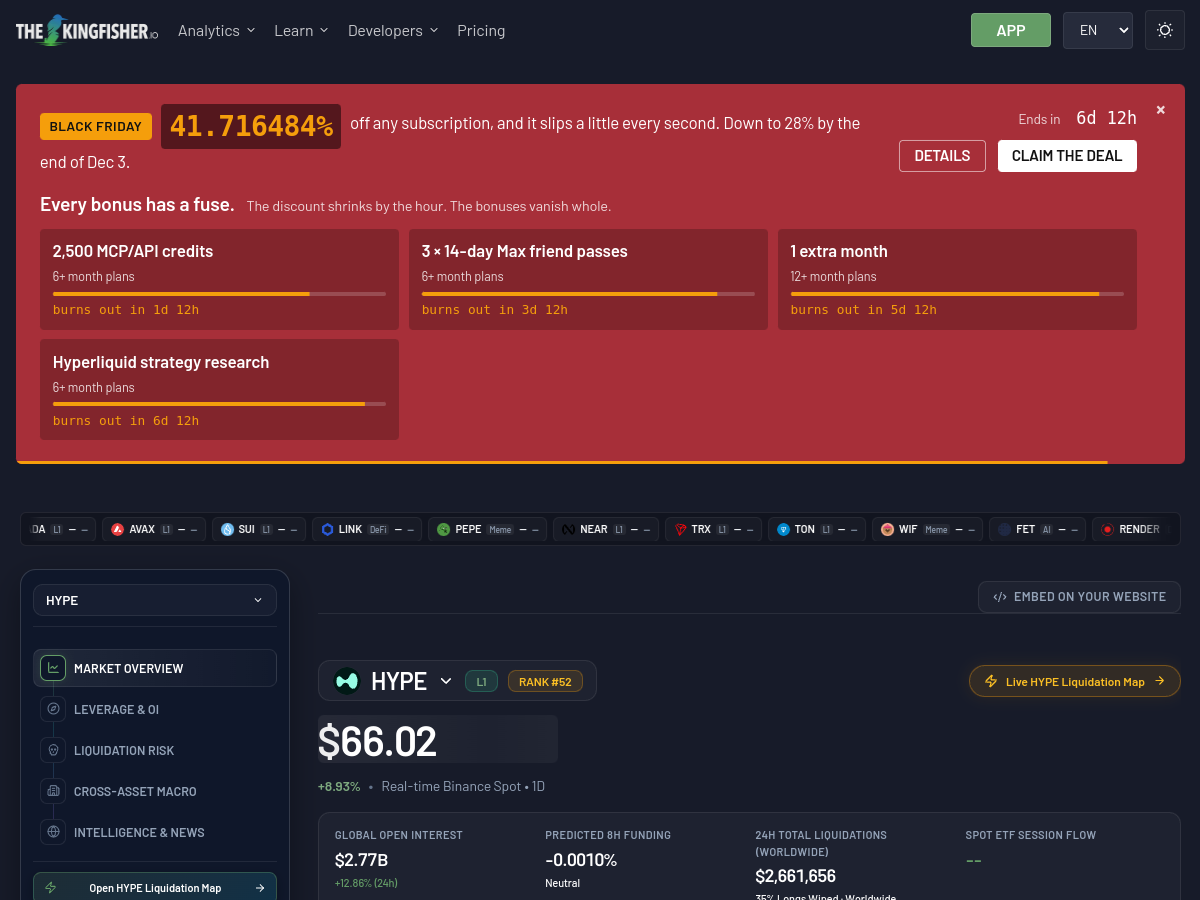 THE KINGFISHER.IO
Analytics Learn Developers Pricing
APP EN
BLACK FRIDAY 41.716484% off any subscription, and it slips a little every second. Down to 28% by the
end of Dec 3.
Ends in 6d 12h ×
DETAILS CLAIM THE DEAL
Every bonus has a fuse. The discount shrinks by the hour. The bonuses vanish whole.
2,500 MCP/API credits
6+ month plans
burns out in 1d 12h
3 × 14-day Max friend passes
6+ month plans
burns out in 3d 12h
1 extra month
12+ month plans
burns out in 5d 12h
Hyperliquid strategy research
6+ month plans
burns out in 6d 12h
DA L1 — — AVAX L1 — — SUI L1 — — LINK DeFi — — PEPE Meme — — NEAR L1 — — TRX L1 — — TON L1 — — WIF Meme — — FET AI — — RENDER
HYPE
MARKET OVERVIEW
LEVERAGE & OI
LIQUIDATION RISK
CROSS-ASSET MACRO
INTELLIGENCE & NEWS
Open HYPE Liquidation Map
</> EMBED ON YOUR WEBSITE
HYPE L1 RANK #52
Live HYPE Liquidation Map
$66.02
+8.93% • Real-time Binance Spot • 1D
GLOBAL OPEN INTEREST
$2.77B
+12.86% (24h)
PREDICTED 8H FUNDING
-0.0010%
Neutral
24H TOTAL LIQUIDATIONS
(WORLDWIDE)
$2,661,656
35% Longs Wiped · Worldwide
SPOT ETF SESSION FLOW
--